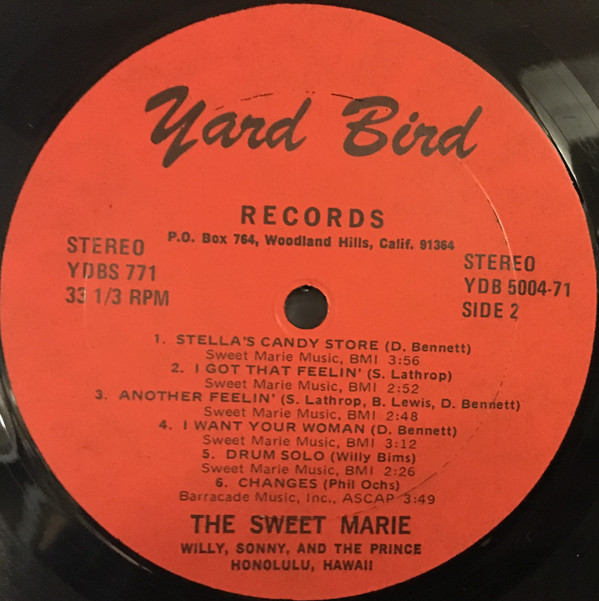 Yard Bird
RECORDS
P.O. Box 764, Woodland Hills, Calif. 91364
STEREO
YDBS 771
33 1/3 RPM
STEREO
YDB 5004-71
SIDE 2
1. STELLA'S CANDY STORE (D. Bennett)
Sweet Marie Music, BMI 3:56
2. I GOT THAT FEELIN' (S. Lathrop)
Sweet Marie Music, BMI 2:52
3. ANOTHER FEELIN' (S. Lathrop, B. Lewis, D. Bennett)
Sweet Marie Music, BMI 2:48
4. I WANT YOUR WOMAN (D. Bennett)
Sweet Marie Music, BMI 3:12
5. DRUM SOLO (Willy Bims)
Sweet Marie Music, BMI 2:26
6. CHANGES (Phil Ochs)
Barracade Music, Inc., ASCAP 3:49
THE SWEET MARIE
WILLY, SONNY, AND THE PRINCE
HONOLULU, HAWAII